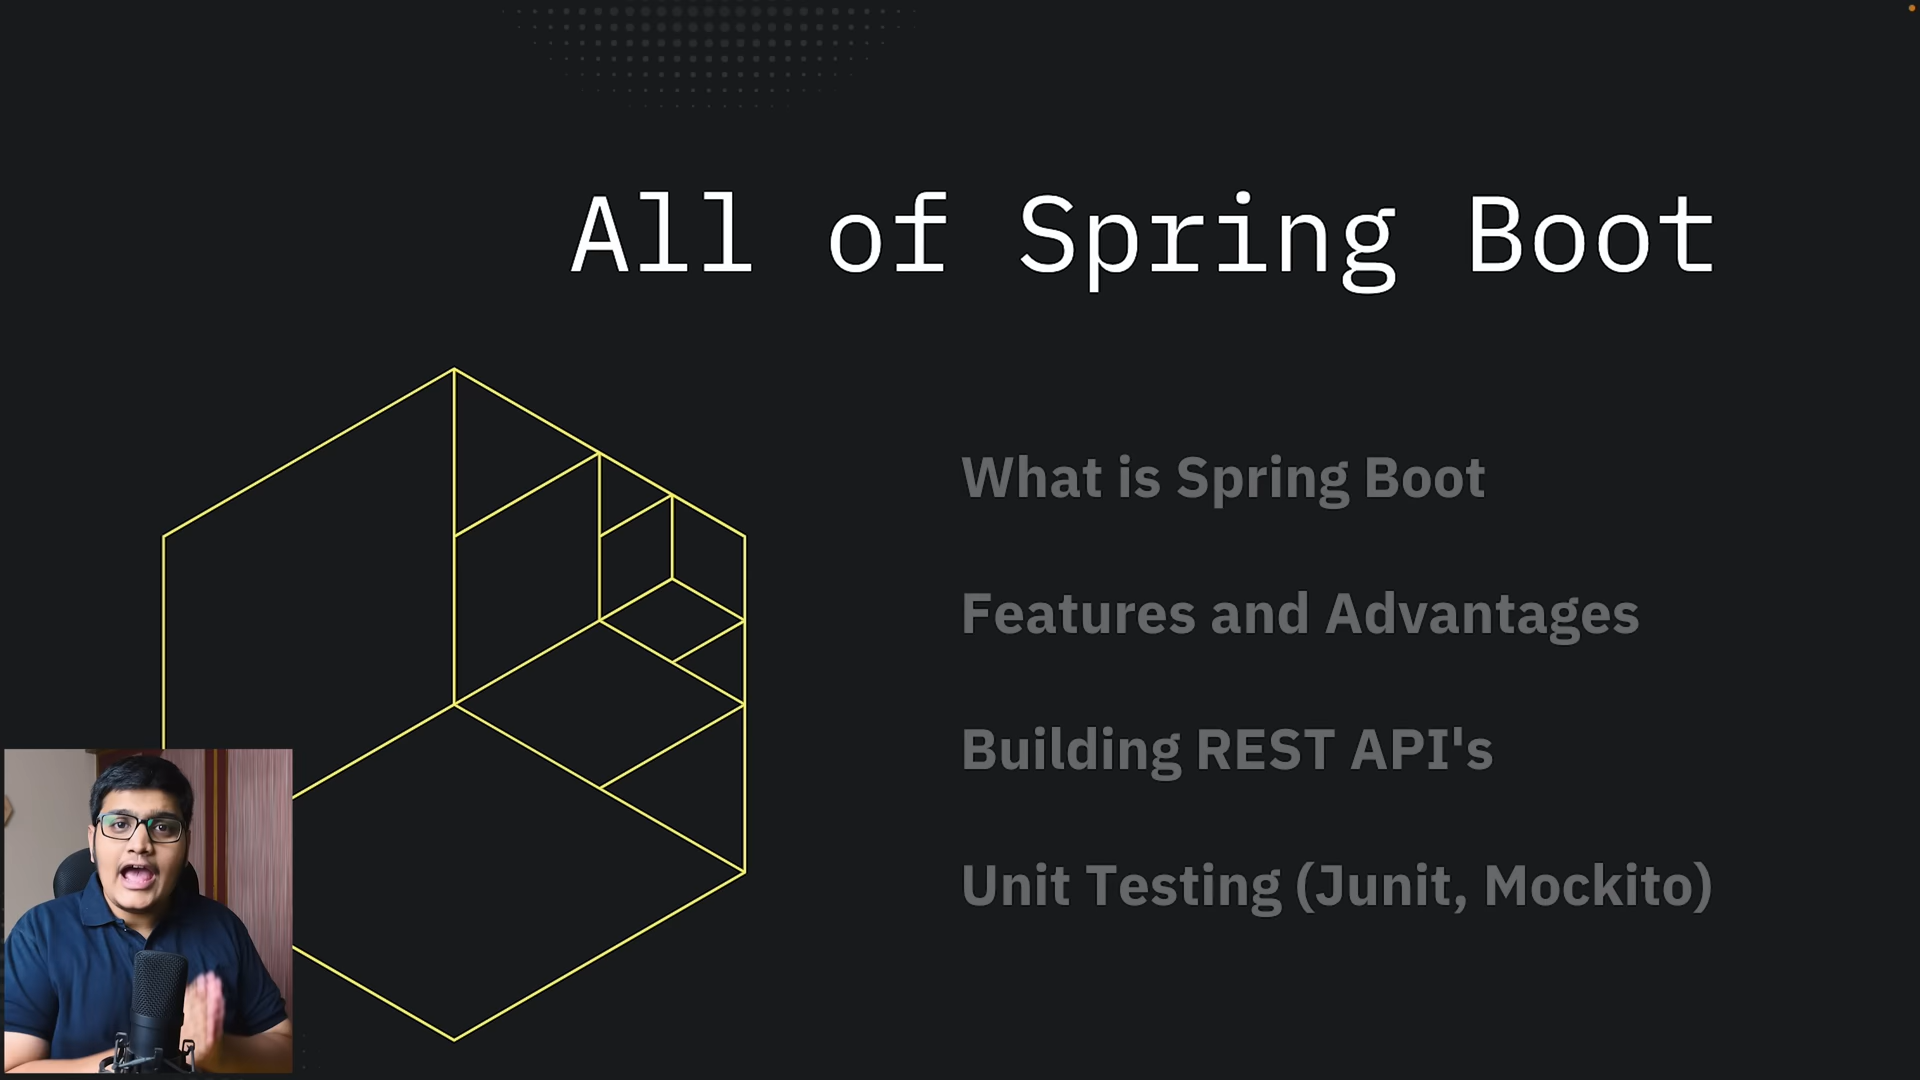 All of Spring Boot
What is Spring Boot
Features and Advantages
Building REST API's
Unit Testing (Junit, Mockito)